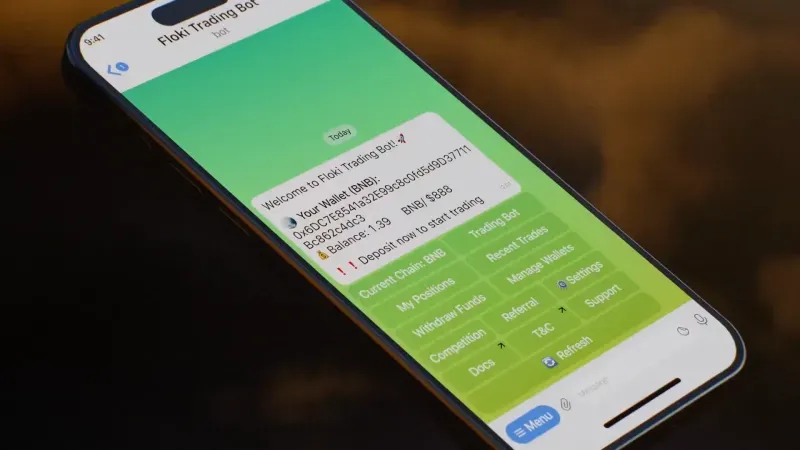 9:41
Floki Trading Bot
bot
Today
Welcome to Floki Trading Bot!
Your Wallet (BNB):
0x6DC7E8541a32E99c8c0fd5d9D37711
Bc862c4dc3
Balance: 1.39 BNB/ $888
Deposit now to start trading
Current Chain: BNB
Trading Bot
My Positions
Recent Trades
Withdraw Funds
Manage Wallets
Competition
Referral
Settings
Docs
T&C
Support
Refresh
Menu